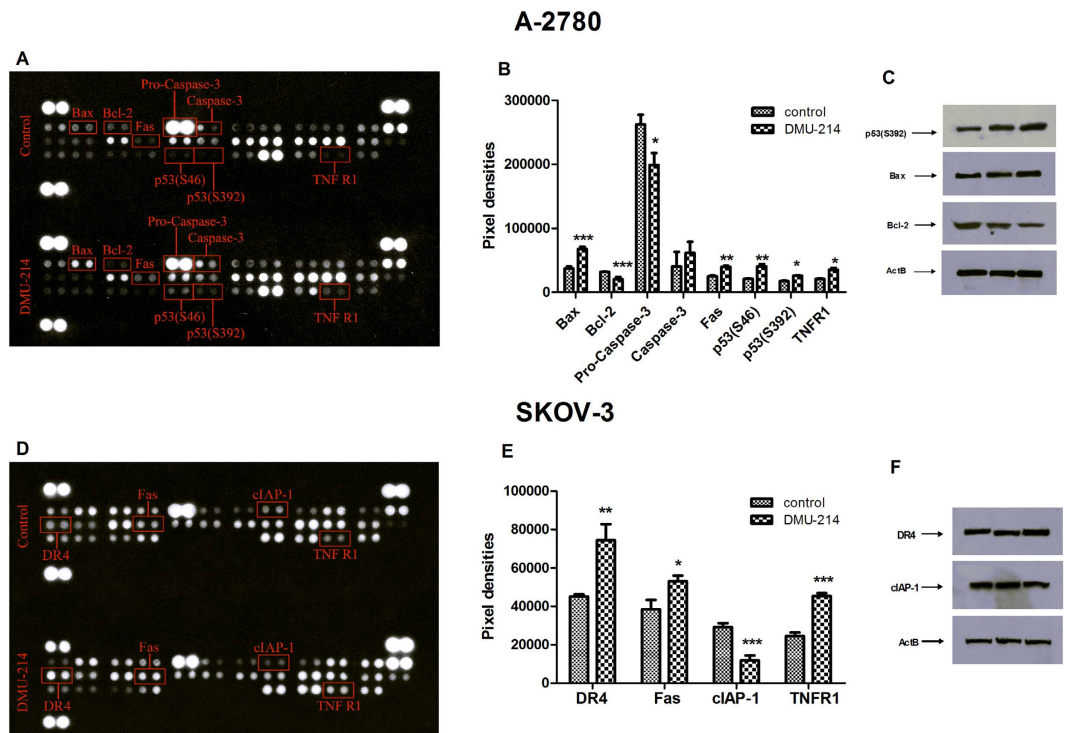 A-2780
A
Pro-Caspase-3
Caspase-3
Bax
Bcl-2
Fas
Control
p53(S46)
p53(S392)
TNF R1
Pro-Caspase-3
Caspase-3
Bax
Bcl-2
Fas
DMU-214
p53(S46)
p53(S392)
TNF R1
B
300000
200000
100000
0
Pixel densities
control
DMU-214
***
***
*
**
**
*
*
Bax
Bcl-2
Pro-Caspase-3
Caspase-3
Fas
p53(S46)
p53(S392)
TNFR1
C
p53(S392)
Bax
Bcl-2
ActB
SKOV-3
D
Fas
cIAP-1
Control
DR4
TNF R1
Fas
cIAP-1
DMU-214
DR4
TNF R1
E
100000
80000
60000
40000
20000
0
Pixel densities
control
DMU-214
**
*
***
***
DR4
Fas
cIAP-1
TNFR1
F
DR4
cIAP-1
ActB